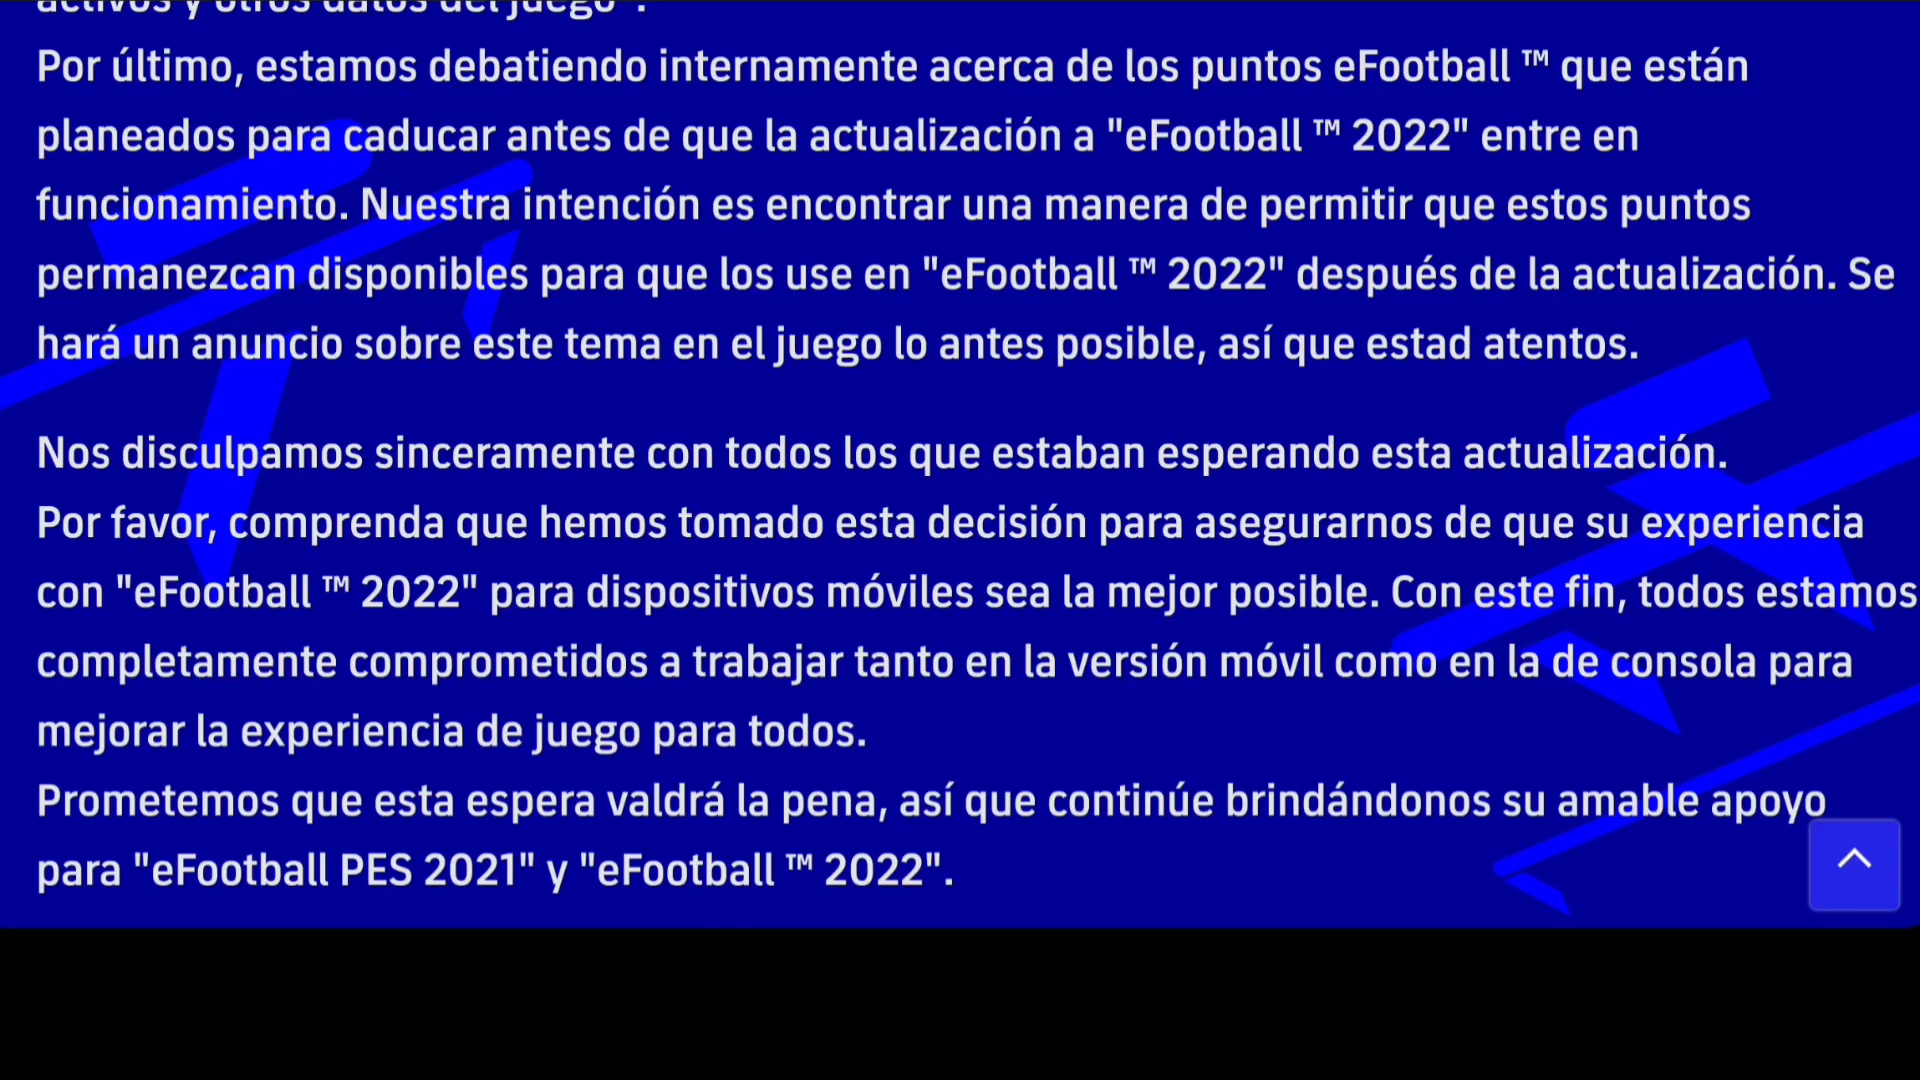 activos y otros datos del juego".
Por último, estamos debatiendo internamente acerca de los puntos eFootball ™ que están
planeados para caducar antes de que la actualización a "eFootball ™ 2022" entre en
funcionamiento. Nuestra intención es encontrar una manera de permitir que estos puntos
permanezcan disponibles para que los use en "eFootball ™ 2022" después de la actualización. Se
hará un anuncio sobre este tema en el juego lo antes posible, así que estad atentos.
Nos disculpamos sinceramente con todos los que estaban esperando esta actualización.
Por favor, comprenda que hemos tomado esta decisión para asegurarnos de que su experiencia
con "eFootball ™ 2022" para dispositivos móviles sea la mejor posible. Con este fin, todos estamos
completamente comprometidos a trabajar tanto en la versión móvil como en la de consola para
mejorar la experiencia de juego para todos.
Prometemos que esta espera valdrá la pena, así que continúe brindándonos su amable apoyo
para "eFootball PES 2021" y "eFootball ™ 2022".